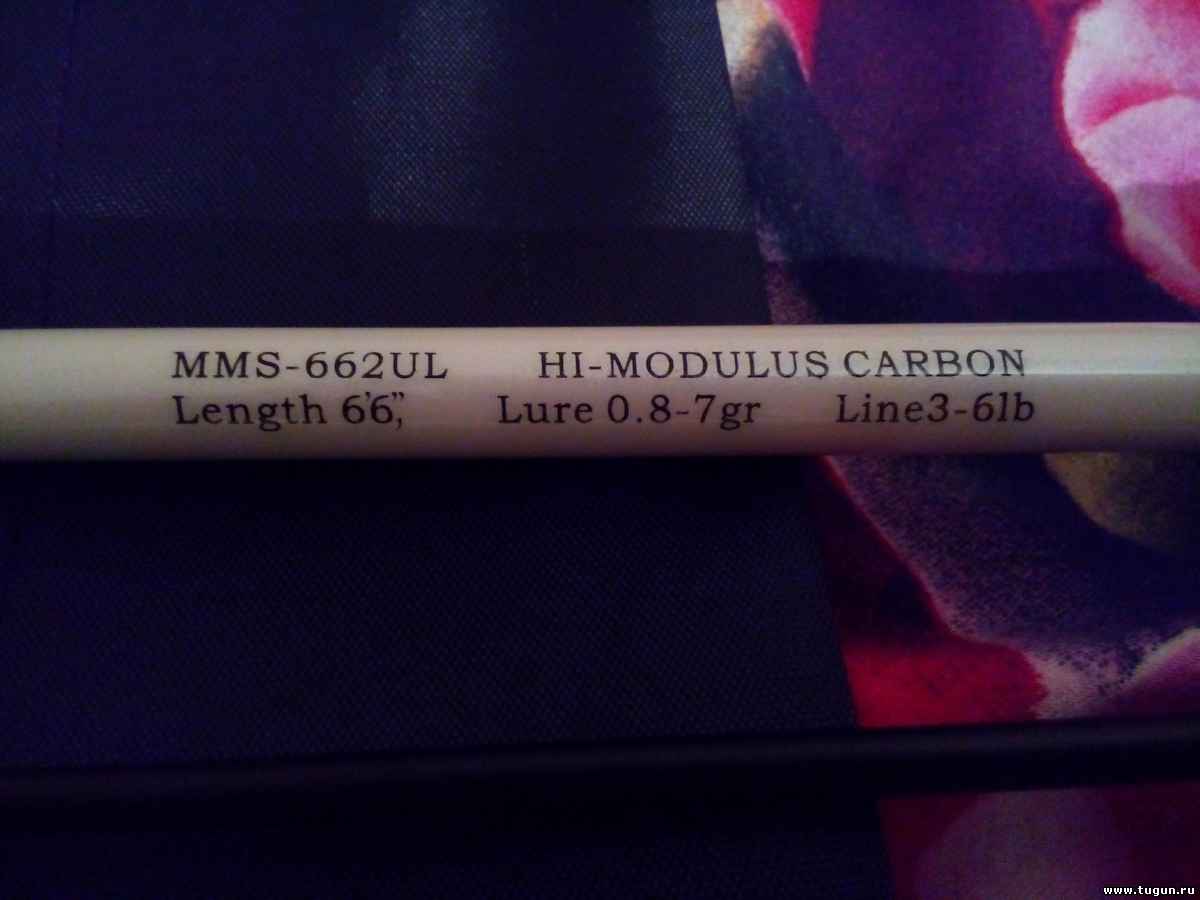 MMS-662UL HI-MODULUS CARBON
Length 6'6", Lure 0.8-7gr Line3-6lb
www.tugun.ru